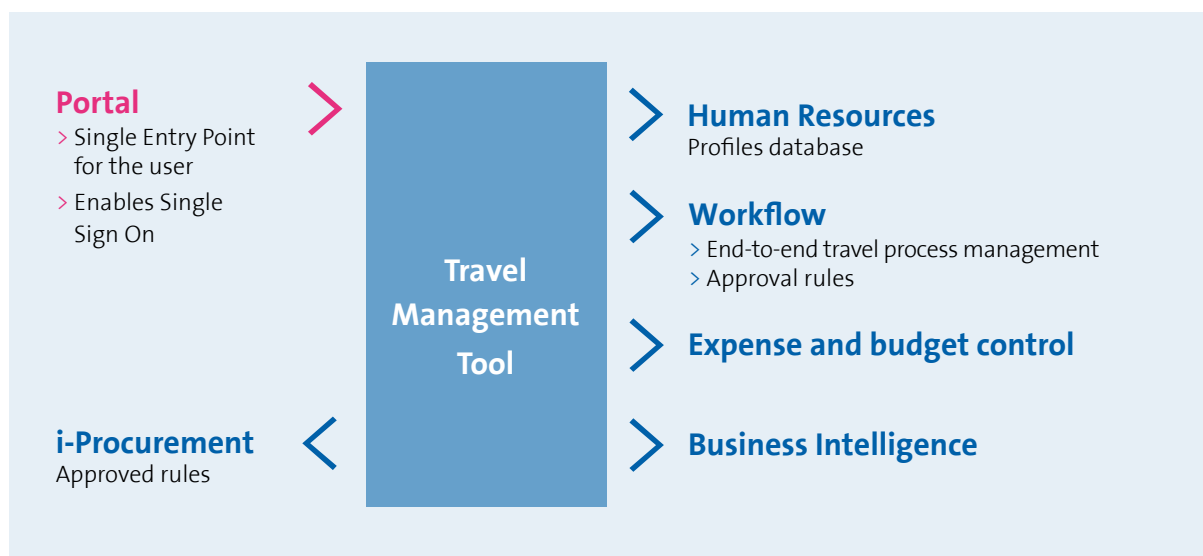 Portal
> Single Entry Point
for the user
> Enables Single
Sign On
i-Procurement
Approved rules
Travel
Management
Tool
Human Resources
Profiles database
Workflow
> End-to-end travel process management
> Approval rules
Expense and budget control
Business Intelligence